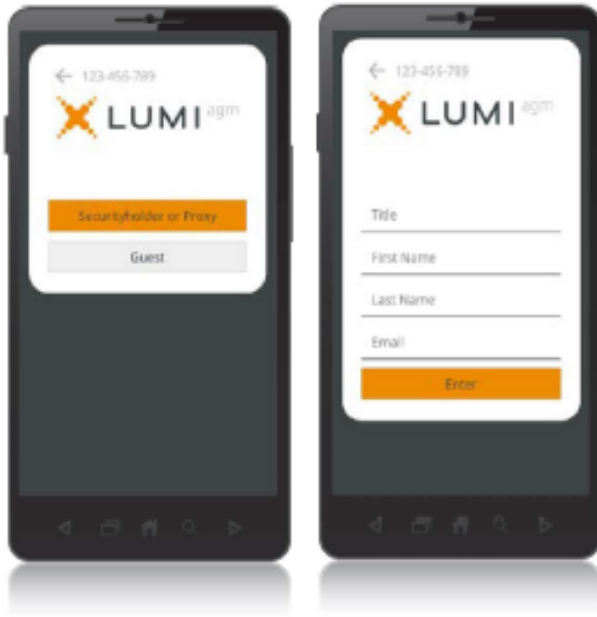 123-456-789
LUMI agm
Securityholder or Proxy
Guest
123-456-789
LUMI agm
Title
First Name
Last Name
Email
Enter